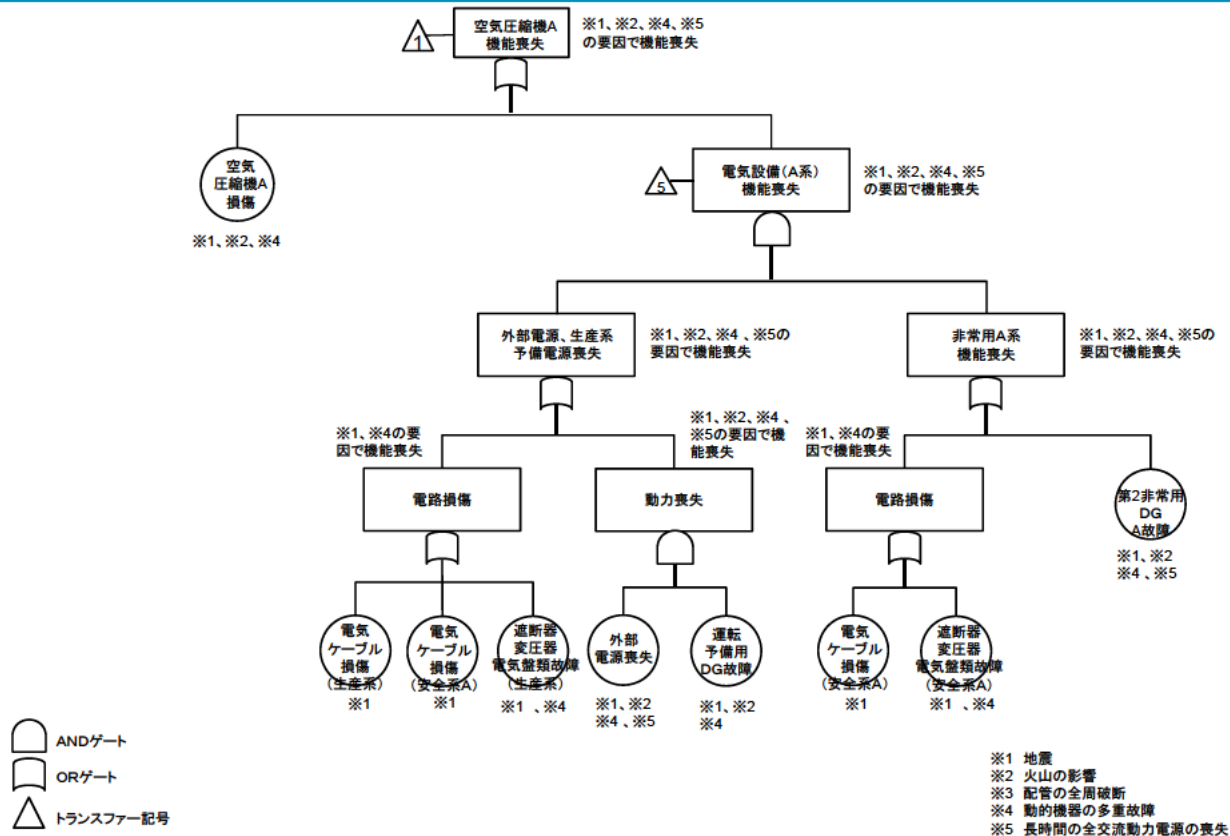 1
空気圧縮機A
機能喪失
※1、※2、※4、※5
の要因で機能喪失
空気
圧縮機A
損傷
※1、※2、※4
5
電気設備(A系)
機能喪失
※1、※2、※4、※5
の要因で機能喪失
外部電源、生産系
予備電源喪失
※1、※2、※4 、※5の
要因で機能喪失
非常用A系
機能喪失
※1、※2、※4、※5の
要因で機能喪失
※1、※4の要
因で機能喪失
電路損傷
※1、※2、※4 、
※5の要因で機
能喪失
動力喪失
※1、※4の要
因で機能喪失
電路損傷
第2非常用
DG
A故障
※1、※2
※4 、※5
電気
ケーブル
損傷
(生産系)
※1
電気
ケーブル
損傷
(安全系A)
※1
遮断器
変圧器
電気盤類故障
(生産系)
※1 、※4
外部
電源喪失
※1、※2
※4 、※5
運転
予備用
DG故障
※1、※2
※4
電気
ケーブル
損傷
(安全系A)
※1
遮断器
変圧器
電気盤類故障
(安全系A)
※1 、※4
ANDゲート
ORゲート
トランスファー記号
※1 地震
※2 火山の影響
※3 配管の全周破断
※4 動的機器の多重故障
※5 長時間の全交流動力電源の喪失